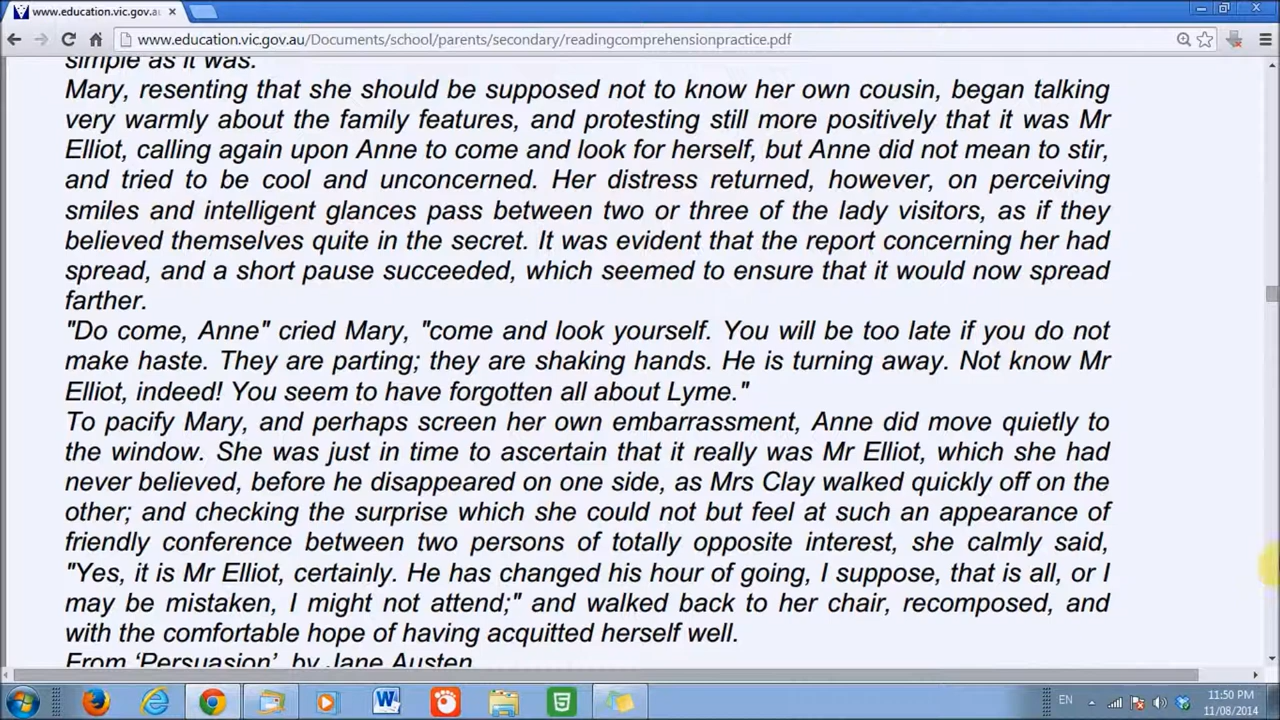 www.education.vic.gov.a
www.education.vic.gov.au/Documents/school/parents/secondary/readingcomprehensionpractice.pdf
simple as it was.
Mary, resenting that she should be supposed not to know her own cousin, began talking
very warmly about the family features, and protesting still more positively that it was Mr
Elliot, calling again upon Anne to come and look for herself, but Anne did not mean to stir,
and tried to be cool and unconcerned. Her distress returned, however, on perceiving
smiles and intelligent glances pass between two or three of the lady visitors, as if they
believed themselves quite in the secret. It was evident that the report concerning her had
spread, and a short pause succeeded, which seemed to ensure that it would now spread
farther.
"Do come, Anne" cried Mary, "come and look yourself. You will be too late if you do not
make haste. They are parting; they are shaking hands. He is turning away. Not know Mr
Elliot, indeed! You seem to have forgotten all about Lyme."
To pacify Mary, and perhaps screen her own embarrassment, Anne did move quietly to
the window. She was just in time to ascertain that it really was Mr Elliot, which she had
never believed, before he disappeared on one side, as Mrs Clay walked quickly off on the
other; and checking the surprise which she could not but feel at such an appearance of
friendly conference between two persons of totally opposite interest, she calmly said,
"Yes, it is Mr Elliot, certainly. He has changed his hour of going, I suppose, that is all, or I
may be mistaken, I might not attend;" and walked back to her chair, recomposed, and
with the comfortable hope of having acquitted herself well.
From ‘Persuasion’, by Jane Austen
EN
11:50 PM
11/08/2014